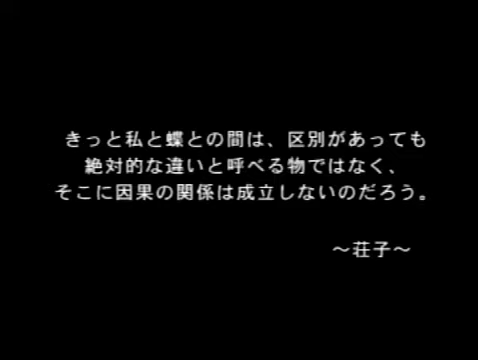 きっと私と蝶との間は、区別があっても
絶対的な違いと呼べる物ではなく、
そこに因果の関係は成立しないのだろう。
～荘子～